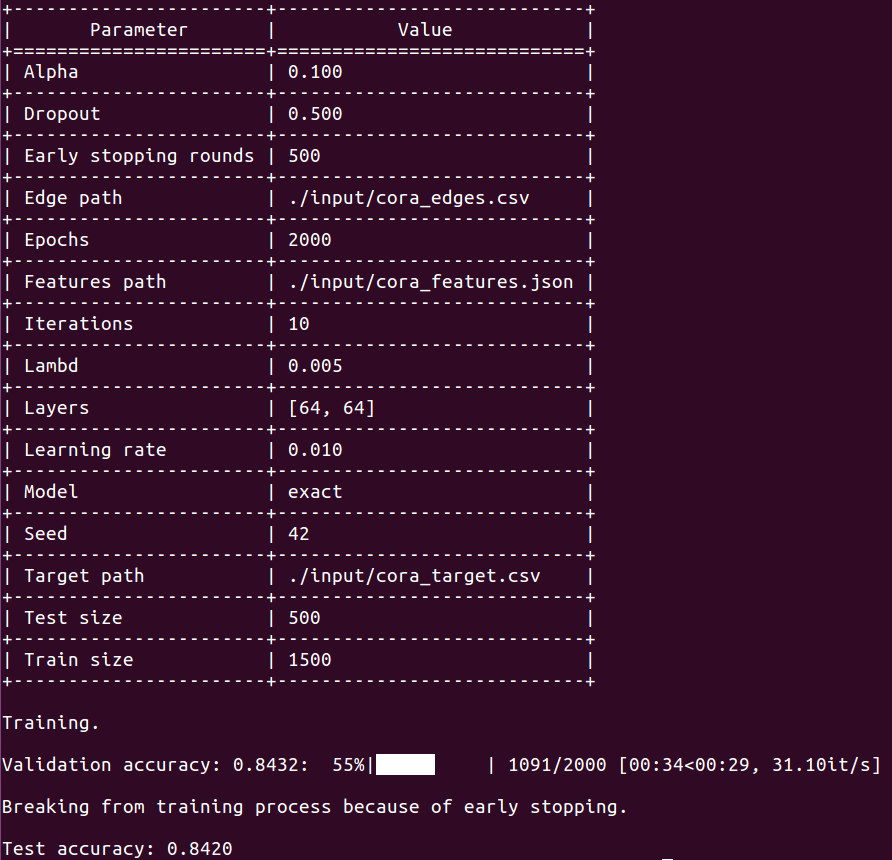 +-----------------------+----------------------------+
|       Parameter       |           Value            |
+=======================+============================+
| Alpha                 | 0.100                      |
+-----------------------+----------------------------+
| Dropout               | 0.500                      |
+-----------------------+----------------------------+
| Early stopping rounds | 500                        |
+-----------------------+----------------------------+
| Edge path             | ./input/cora_edges.csv     |
+-----------------------+----------------------------+
| Epochs                | 2000                       |
+-----------------------+----------------------------+
| Features path         | ./input/cora_features.json |
+-----------------------+----------------------------+
| Iterations            | 10                         |
+-----------------------+----------------------------+
| Lambd                 | 0.005                      |
+-----------------------+----------------------------+
| Layers                | [64, 64]                   |
+-----------------------+----------------------------+
| Learning rate         | 0.010                      |
+-----------------------+----------------------------+
| Model                 | exact                      |
+-----------------------+----------------------------+
| Seed                  | 42                         |
+-----------------------+----------------------------+
| Target path           | ./input/cora_target.csv    |
+-----------------------+----------------------------+
| Test size             | 500                        |
+-----------------------+----------------------------+
| Train size            | 1500                       |
+-----------------------+----------------------------+
Training.
Validation accuracy: 0.8432:  55%|█████     | 1091/2000 [00:34<00:29, 31.10it/s]
Breaking from training process because of early stopping.
Test accuracy: 0.8420